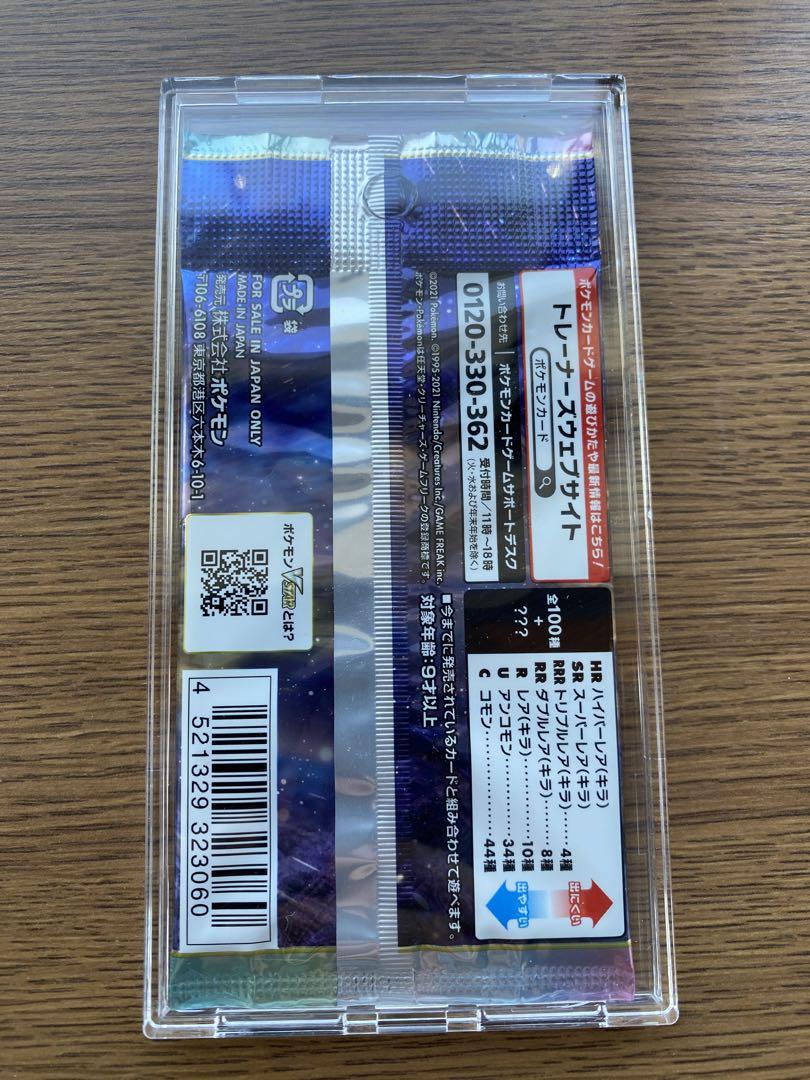 ポケモンカードゲームの遊びかたや最新情報はこちら！
トレーナーズウェブサイト
ポケモンカード
お問い合わせ先
ポケモンカードゲームサポートデスク
0120-330-362
受付時間／11時～18時
(火・水および年末年始を除く)
©2021 Pokémon. ©1995-2021 Nintendo/Creatures Inc./GAME FREAK inc.
ポケモン・Pokémonは任天堂・クリーチャーズ・ゲームフリークの登録商標です。
HR ハイパーレア(キラ)
SR スーパーレア(キラ)
RRR トリプルレア(キラ)……4種
RR ダブルレア(キラ)……8種
R レア(キラ)…………10種
U アンコモン…………34種
C コモン…………44種
全100種
+
???
出にくい
出やすい
■今までに発売されているカードと組み合わせて遊べます。
対象年齢：9才以上
袋
プラ
FOR SALE IN JAPAN ONLY
MADE IN JAPAN
発売元 株式会社ポケモン
〒106-6108 東京都港区六本木6-10-1
ポケモンVSTARとは?
4 521329 323060